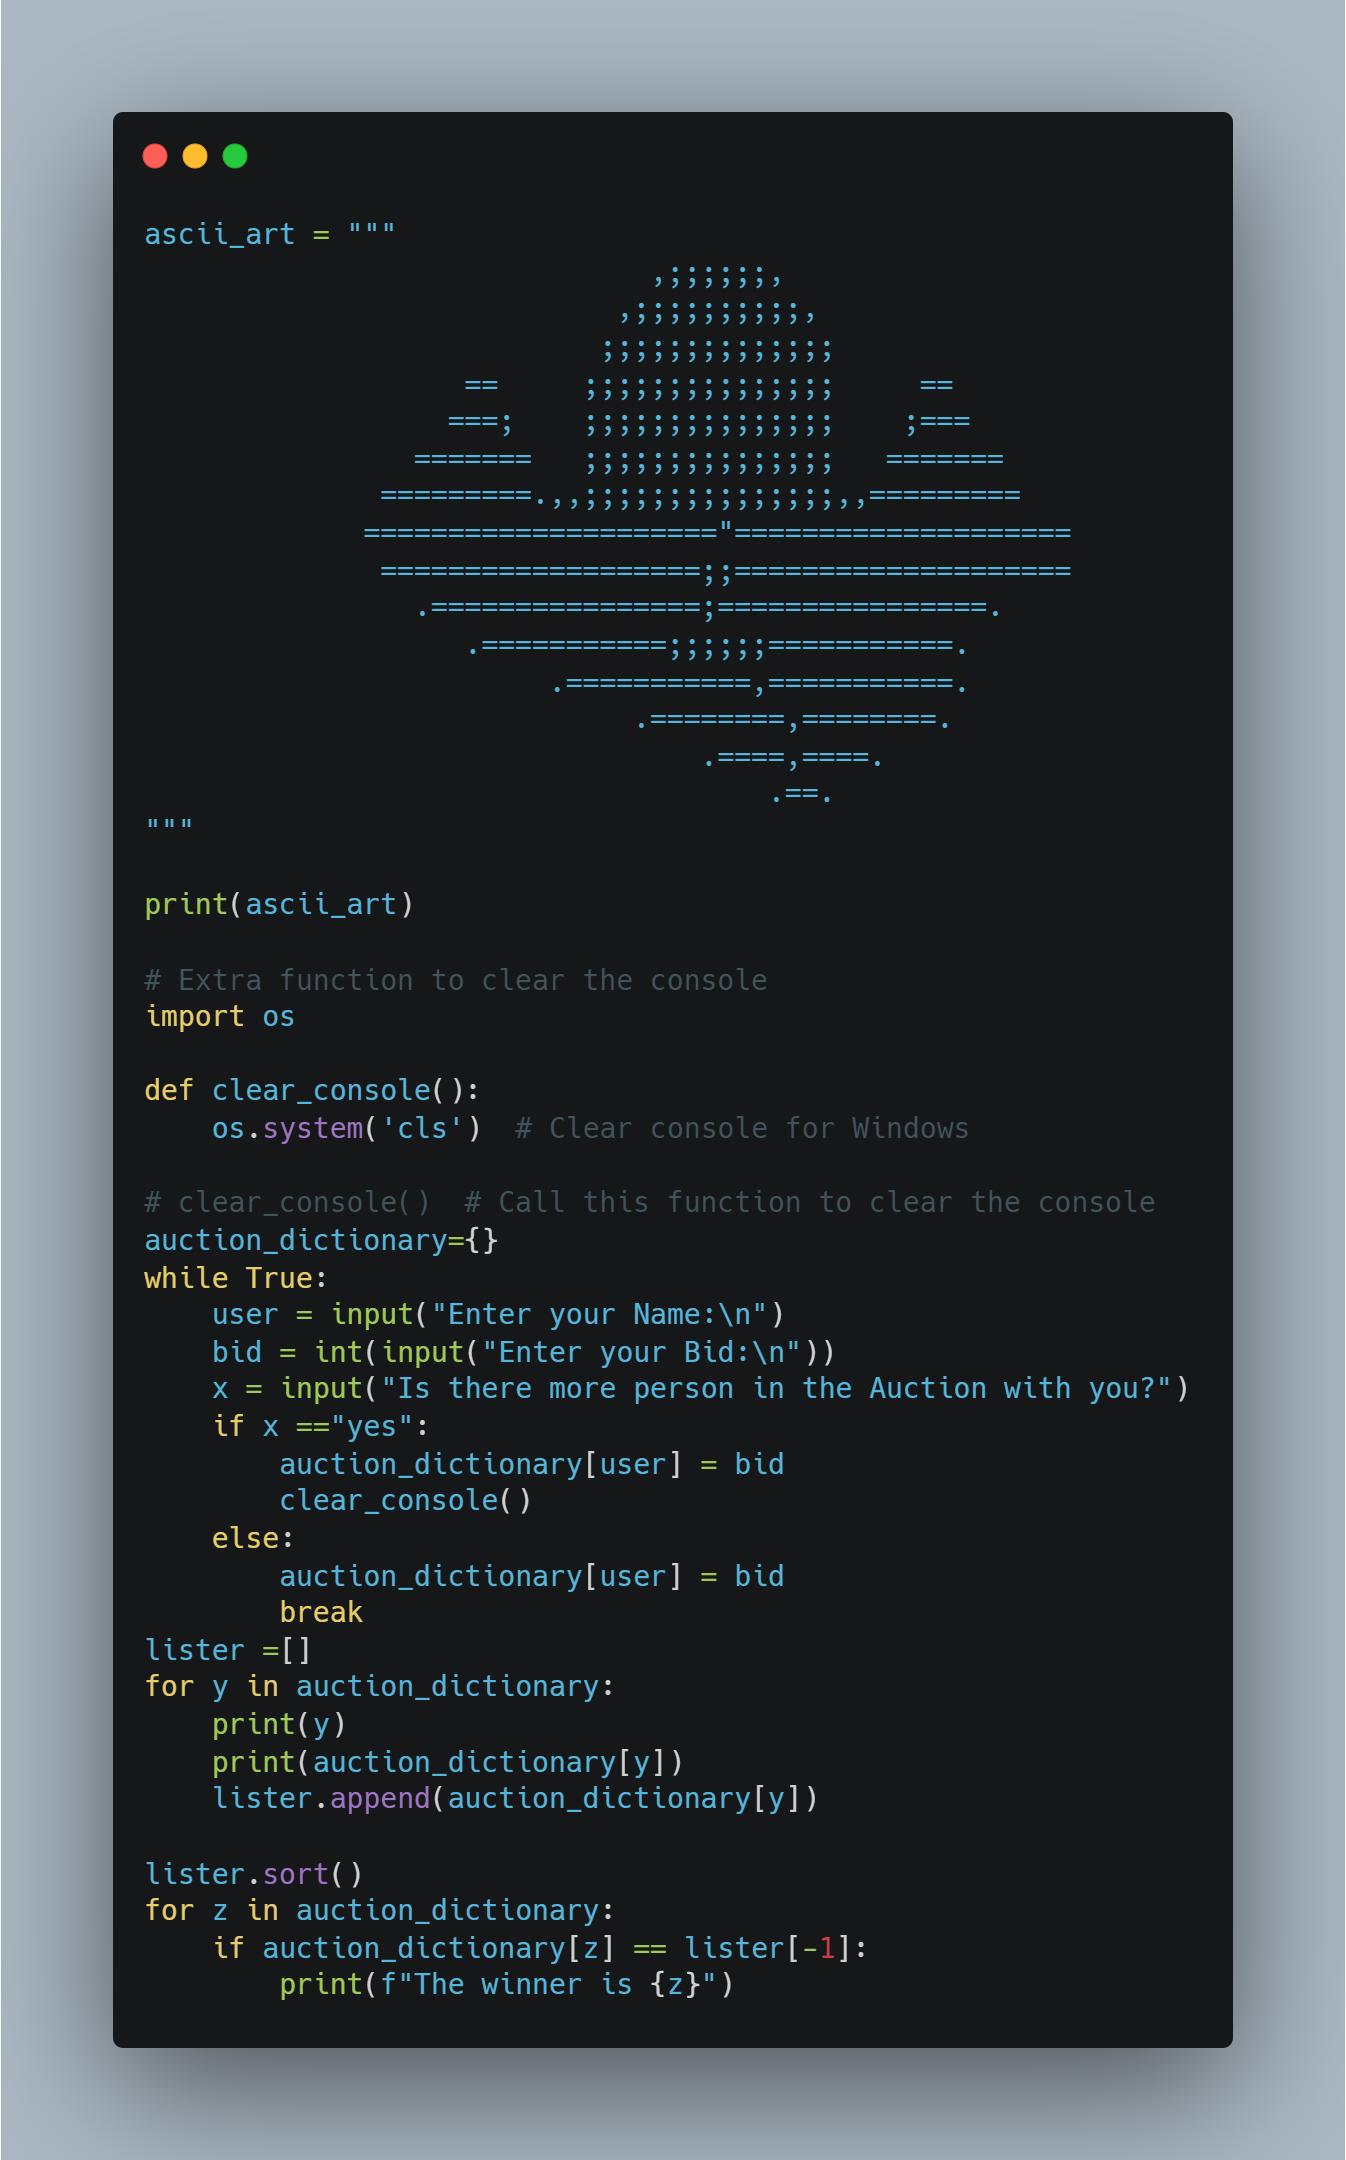 ascii_art = """
                              ,;;;;;;,
                            ,;;;;;;;;;;,
                           ;;;;;;;;;;;;;;
                   ==     ;;;;;;;;;;;;;;;     ==
                  ===;    ;;;;;;;;;;;;;;;    ;===
                =======   ;;;;;;;;;;;;;;;   =======
              =========.,,;;;;;;;;;;;;;;;,,=========
             ====================="====================
              ===================;;====================
                .================;================.
                   .===========;;;;;;===========.
                        .===========,===========.
                             .========,========.
                                 .====,====.
                                     .==.
"""
print(ascii_art)
# Extra function to clear the console
import os
def clear_console():
    os.system('cls')  # Clear console for Windows
# clear_console()  # Call this function to clear the console
auction_dictionary={}
while True:
    user = input("Enter your Name:\n")
    bid = int(input("Enter your Bid:\n"))
    x = input("Is there more person in the Auction with you?")
    if x =="yes":
        auction_dictionary[user] = bid
        clear_console()
    else:
        auction_dictionary[user] = bid
        break
lister =[]
for y in auction_dictionary:
    print(y)
    print(auction_dictionary[y])
    lister.append(auction_dictionary[y])
lister.sort()
for z in auction_dictionary:
    if auction_dictionary[z] == lister[-1]:
        print(f"The winner is {z}")